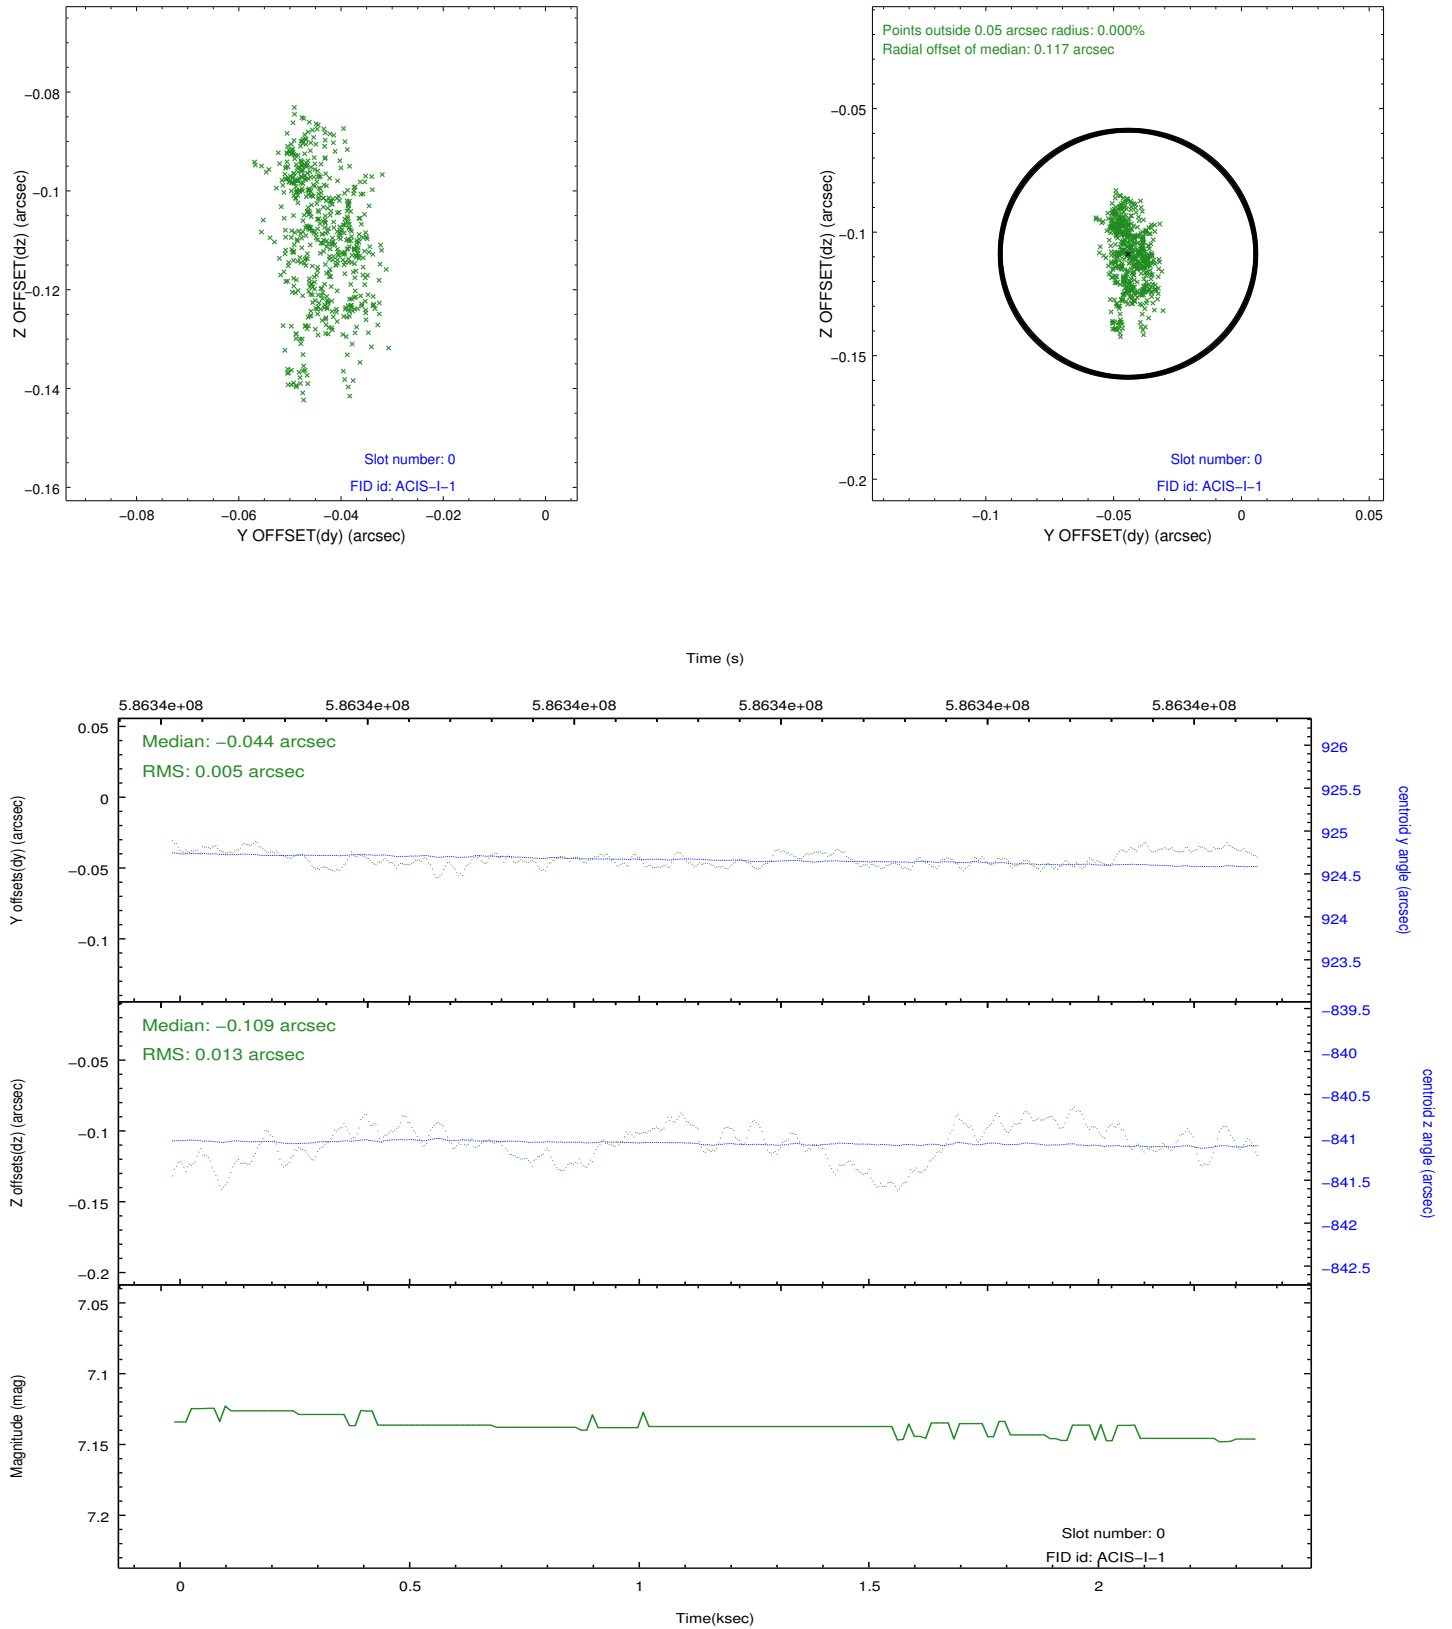 −0.08
−0.1
−0.12
−0.14
−0.16
Z OFFSET(dz) (arcsec)
Slot number: 0
FID id: ACIS−I−1
−0.08 −0.06 −0.04 −0.02 0
Y OFFSET(dy) (arcsec)
Points outside 0.05 arcsec radius: 0.000%
Radial offset of median: 0.117 arcsec
−0.05
−0.1
−0.15
−0.2
Z OFFSET(dz) (arcsec)
Slot number: 0
FID id: ACIS−I−1
−0.1 −0.05 0 0.05
Y OFFSET(dy) (arcsec)
Time (s)
5.8634e+08 5.8634e+08 5.8634e+08 5.8634e+08 5.8634e+08 5.8634e+08
Median: −0.044 arcsec
RMS: 0.005 arcsec
0.05
0
−0.05
−0.1
Y offsets(dy) (arcsec)
926
925.5
925
924.5
924
923.5
centroid y angle (arcsec)
Median: −0.109 arcsec
RMS: 0.013 arcsec
−0.05
−0.1
−0.15
−0.2
Z offsets(dz) (arcsec)
−839.5
−840
−840.5
−841
−841.5
−842
−842.5
centroid z angle (arcsec)
7.05
7.1
7.15
7.2
Magnitude (mag)
Slot number: 0
FID id: ACIS−I−1
0 0.5 1 1.5 2
Time(ksec)